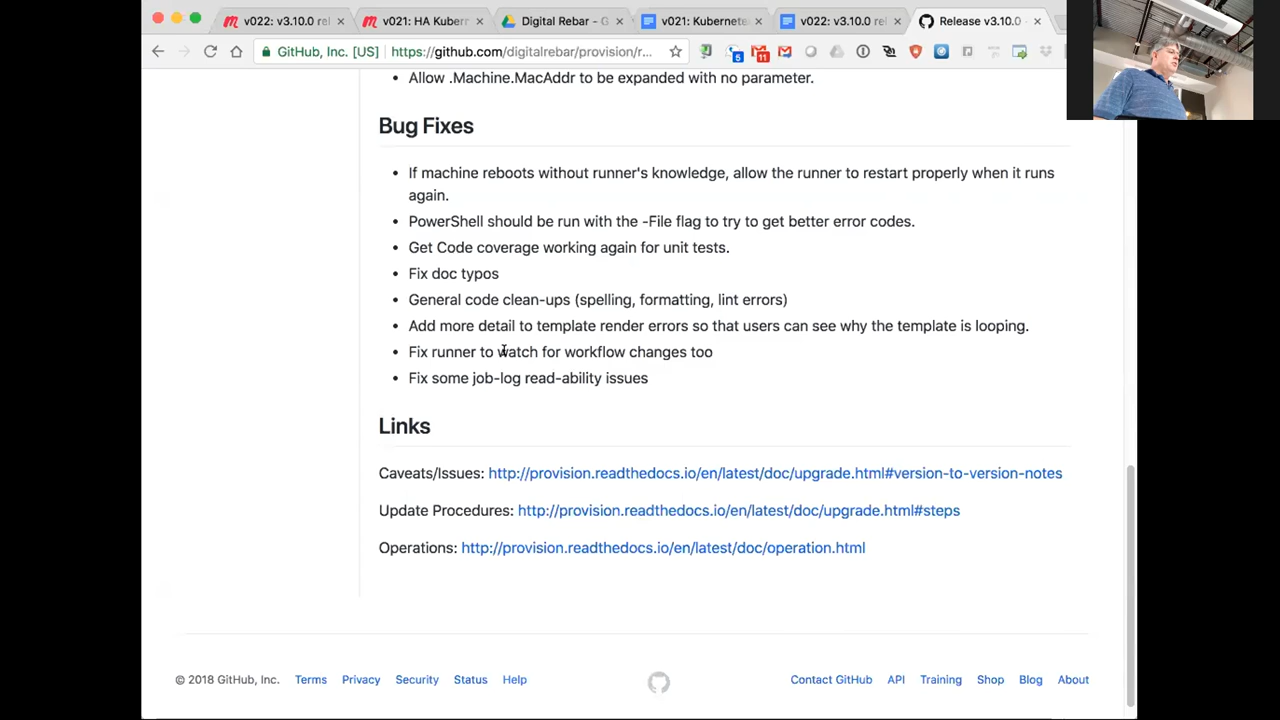 v022: v3.10.0 rel
v021: HA Kubern
Digital Rebar - G
v021: Kubernete
v022: v3.10.0 rel
Release v3.10.0 ·
GitHub, Inc. [US]
https://github.com/digitalrebar/provision/r...
5
11
• Allow .Machine.MacAddr to be expanded with no parameter.
Bug Fixes
• If machine reboots without runner's knowledge, allow the runner to restart properly when it runs
again.
• PowerShell should be run with the -File flag to try to get better error codes.
• Get Code coverage working again for unit tests.
• Fix doc typos
• General code clean-ups (spelling, formatting, lint errors)
• Add more detail to template render errors so that users can see why the template is looping.
• Fix runner to watch for workflow changes too
• Fix some job-log read-ability issues
Links
Caveats/Issues: http://provision.readthedocs.io/en/latest/doc/upgrade.html#version-to-version-notes
Update Procedures: http://provision.readthedocs.io/en/latest/doc/upgrade.html#steps
Operations: http://provision.readthedocs.io/en/latest/doc/operation.html
© 2018 GitHub, Inc. Terms Privacy Security Status Help Contact GitHub API Training Shop Blog About